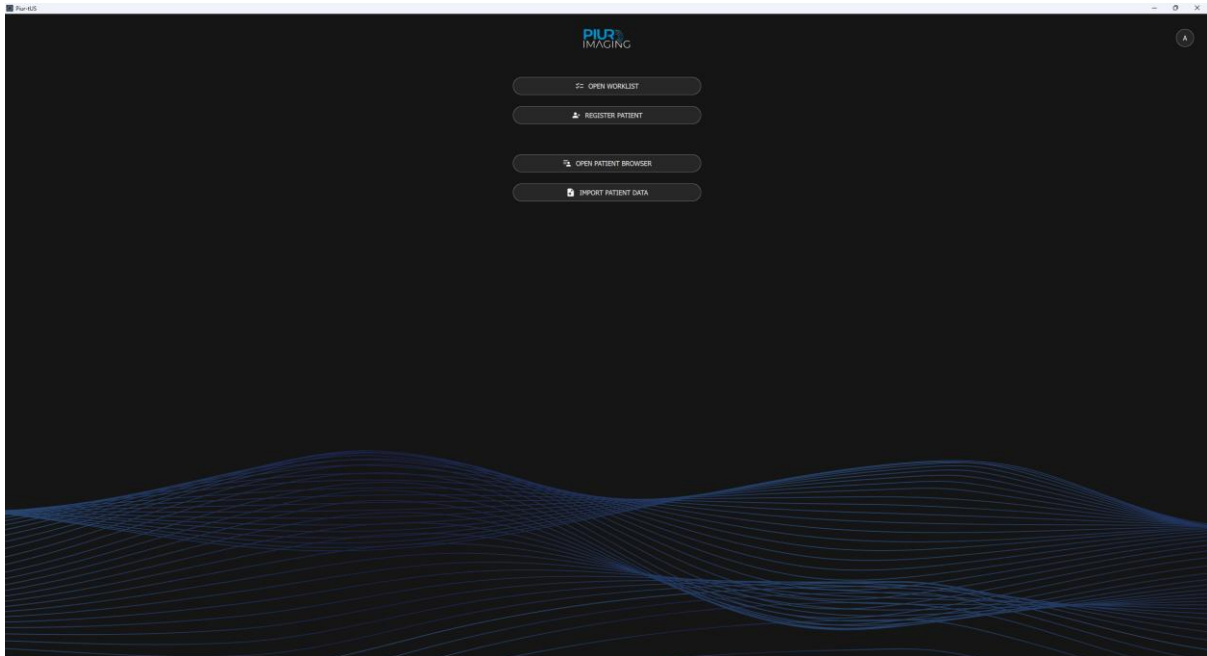 Piur-tUS
PIUR
IMAGING
A
OPEN WORKLIST
REGISTER PATIENT
OPEN PATIENT BROWSER
IMPORT PATIENT DATA